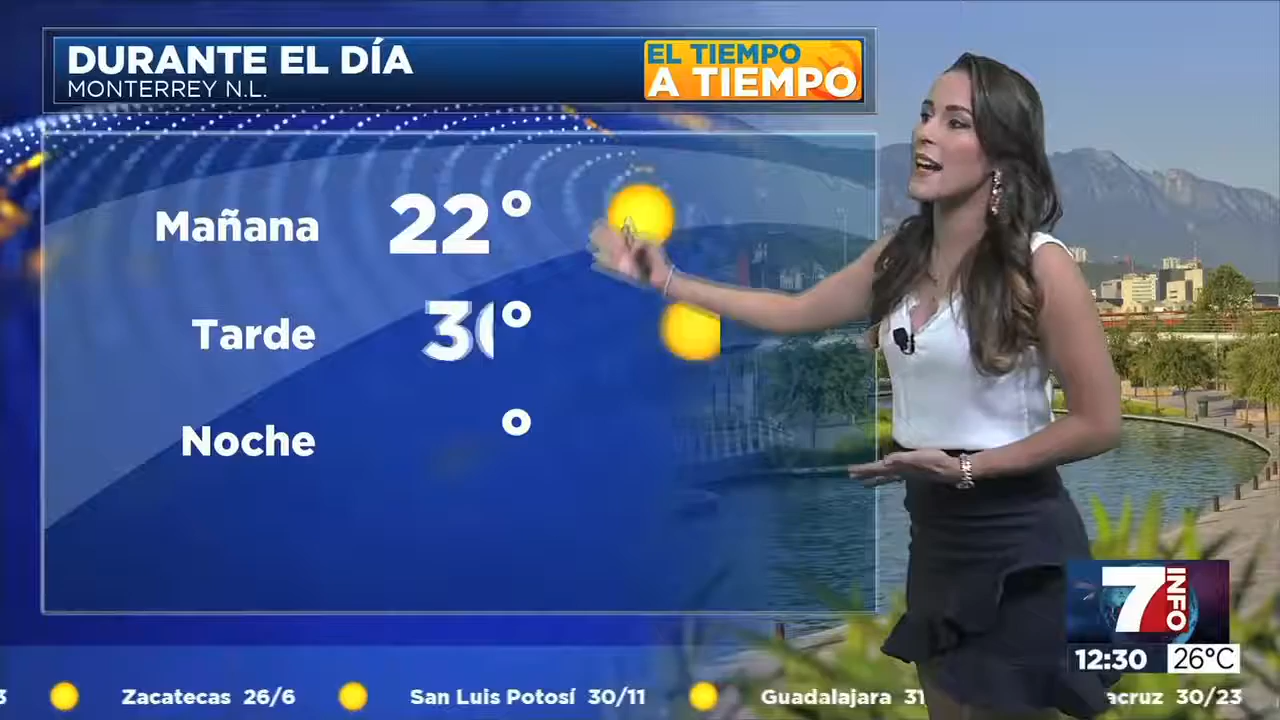 DURANTE EL DÍA
MONTERREY N.L.
EL TIEMPO
A TIEMPO
Mañana 22°
Tarde 3 °
Noche °
7 INFO
12:30 26°C
Zacatecas 26/6 San Luis Potosí 30/11 Guadalajara 30/23